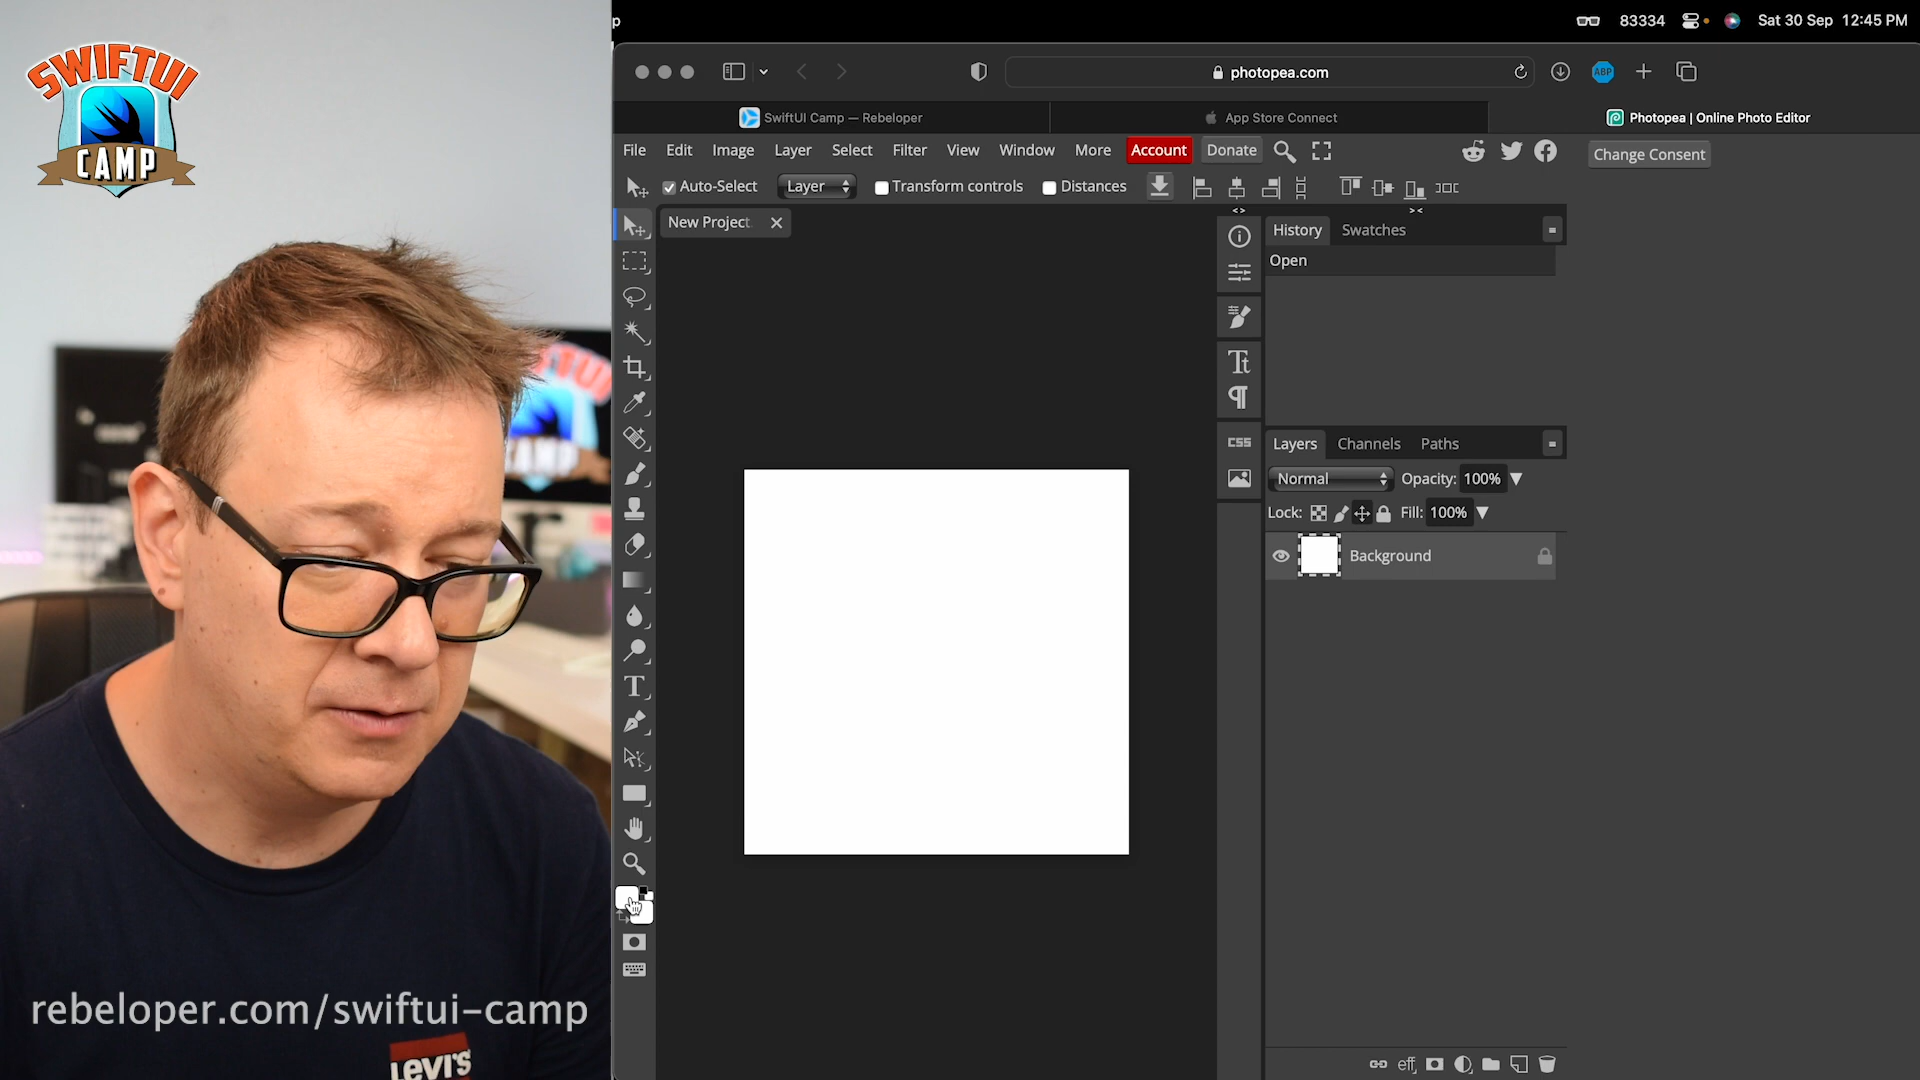 SWIFTUI
CAMP
p
83334
Sat 30 Sep 12:45 PM
photopea.com
ABP
SwiftUI Camp — Rebeloper
App Store Connect
Photopea | Online Photo Editor
File Edit Image Layer Select Filter View Window More Account Donate
Change Consent
Auto-Select Layer Transform controls Distances
New Project
History Swatches
Open
CSS
Layers Channels Paths
Normal Opacity: 100%
Lock: Fill: 100%
Background
eff
rebeloper.com/swiftui-camp
LEVI'S
CAMP